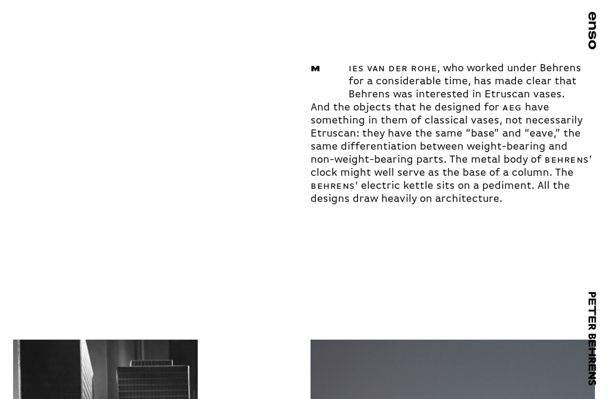 enso
MIES VAN DER ROHE, who worked under Behrens
for a considerable time, has made clear that
Behrens was interested in Etruscan vases.
And the objects that he designed for AEG have
something in them of classical vases, not necessarily
Etruscan: they have the same “base” and “eave,” the
same differentiation between weight-bearing and
non-weight-bearing parts. The metal body of BEHRENS’
clock might well serve as the base of a column. The
BEHRENS’ electric kettle sits on a pediment. All the
designs draw heavily on architecture.
PETER BEHRENS